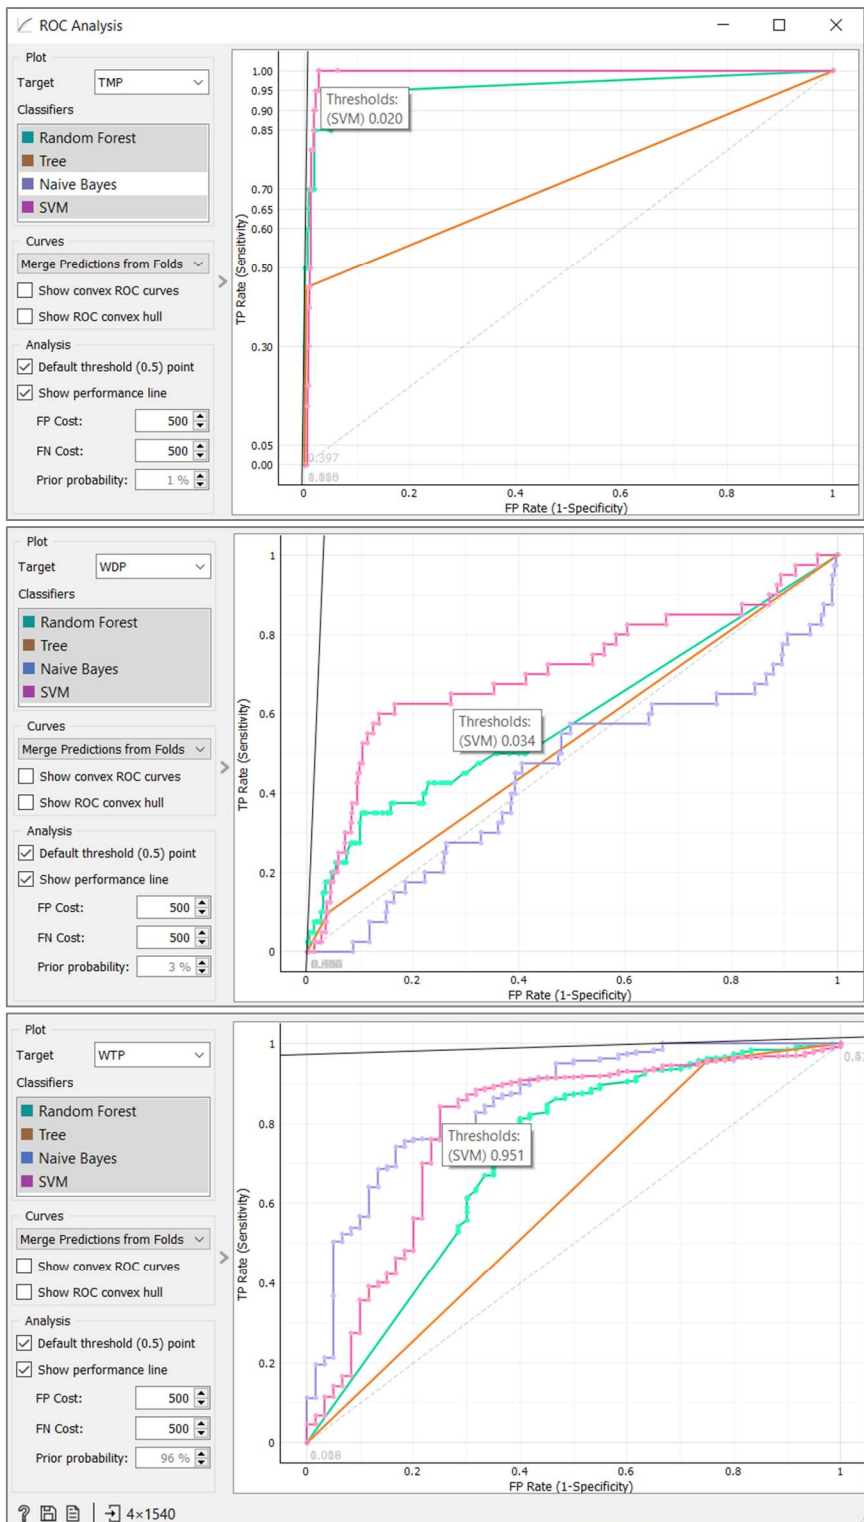 ROC Analysis
Plot
Target TMP
Classifiers
Random Forest
Tree
Naive Bayes
SVM
Curves
Merge Predictions from Folds
Show convex ROC curves
Show ROC convex hull
Analysis
Default threshold (0.5) point
Show performance line
FP Cost: 500
FN Cost: 500
Prior probability: 1 %
TP Rate (Sensitivity)
1.00
0.95
0.90
0.85
0.70
0.65
0.60
0.50
0.30
0.05
0.00
Thresholds:
(SVM) 0.020
0.397
0 0.2 0.4 0.6 0.8 1
FP Rate (1-Specificity)
Plot
Target WDP
Classifiers
Random Forest
Tree
Naive Bayes
SVM
Curves
Merge Predictions from Folds
Show convex ROC curves
Show ROC convex hull
Analysis
Default threshold (0.5) point
Show performance line
FP Cost: 500
FN Cost: 500
Prior probability: 3 %
TP Rate (Sensitivity)
1
0.8
0.6
0.4
0.2
0
Thresholds:
(SVM) 0.034
0 0.2 0.4 0.6 0.8 1
FP Rate (1-Specificity)
Plot
Target WTP
Classifiers
Random Forest
Tree
Naive Bayes
SVM
Curves
Merge Predictions from Folds
Show convex ROC curves
Show ROC convex hull
Analysis
Default threshold (0.5) point
Show performance line
FP Cost: 500
FN Cost: 500
Prior probability: 96 %
TP Rate (Sensitivity)
1
0.8
0.6
0.4
0.2
0
Thresholds:
(SVM) 0.951
0 0.2 0.4 0.6 0.8 1
FP Rate (1-Specificity)
? 4×1540